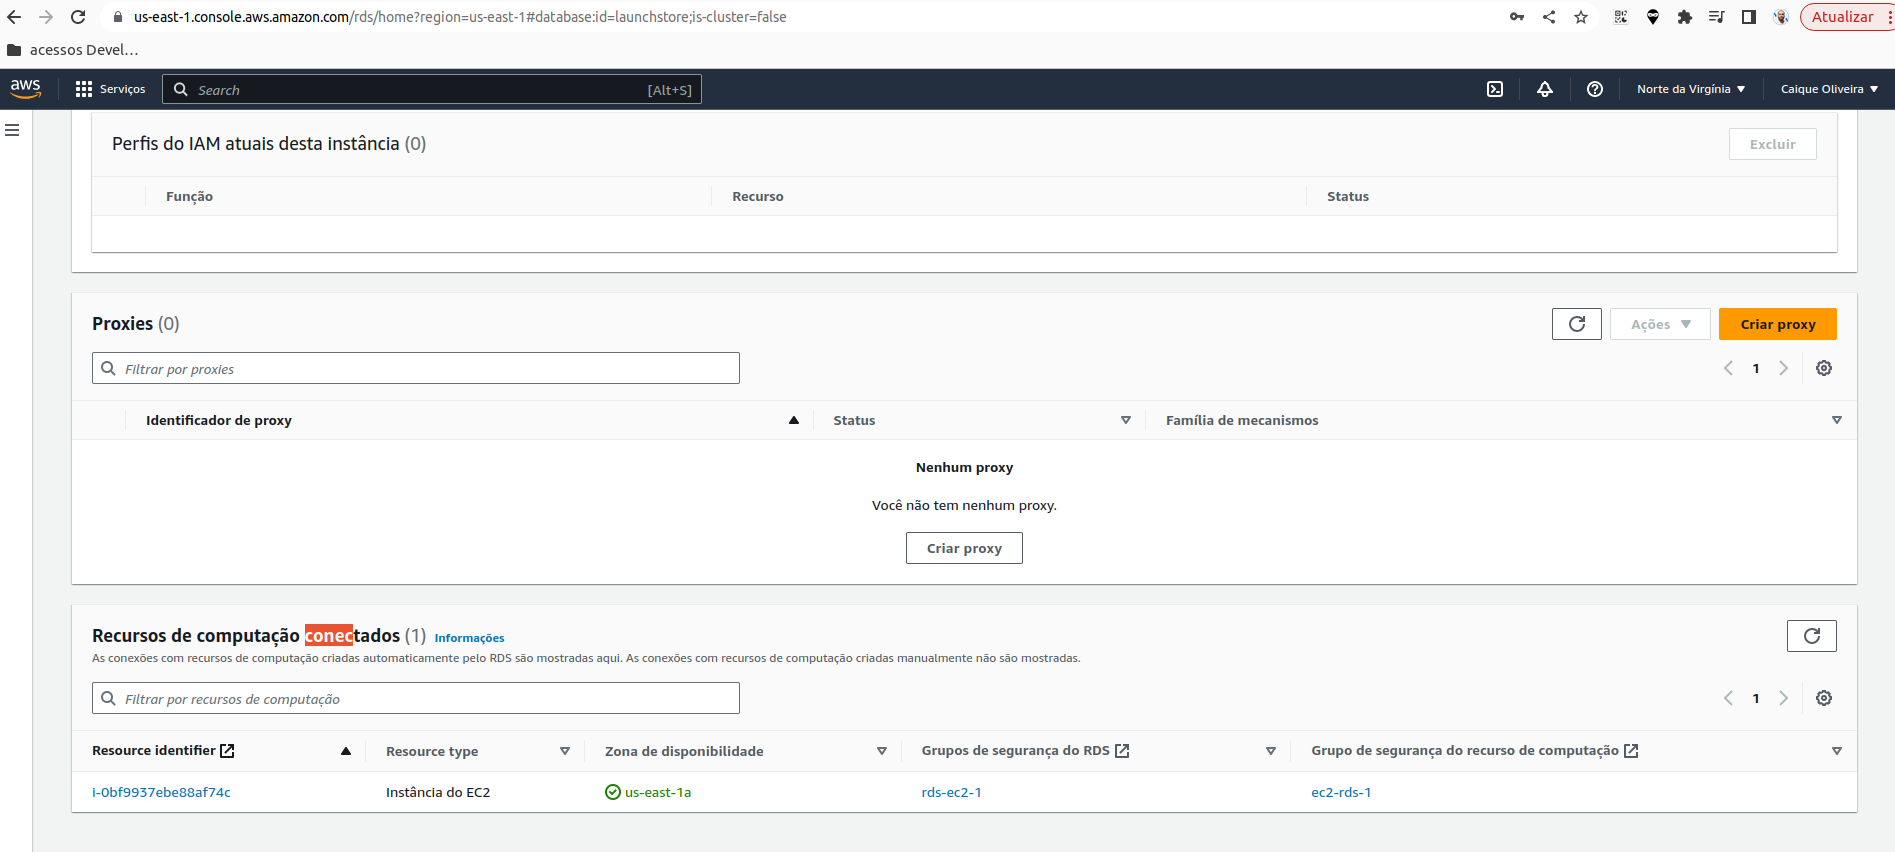 us-east-1.console.aws.amazon.com/rds/home?region=us-east-1#database:id=launchstore;is-cluster=false
Atualizar
acessos Devel...
aws
Serviços
Search
[Alt+S]
Norte da Virgínia
Caique Oliveira
Perfis do IAM atuais desta instância (0)
Excluir
Função
Recurso
Status
Proxies (0)
Ações
Criar proxy
Filtrar por proxies
1
Identificador de proxy
Status
Família de mecanismos
Nenhum proxy
Você não tem nenhum proxy.
Criar proxy
Recursos de computação conectados (1) Informações
As conexões com recursos de computação criadas automaticamente pelo RDS são mostradas aqui. As conexões com recursos de computação criadas manualmente não são mostradas.
Filtrar por recursos de computação
1
Resource identifier
Resource type
Zona de disponibilidade
Grupos de segurança do RDS
Grupo de segurança do recurso de computação
i-0bf9937ebe88af74c
Instância do EC2
us-east-1a
rds-ec2-1
ec2-rds-1